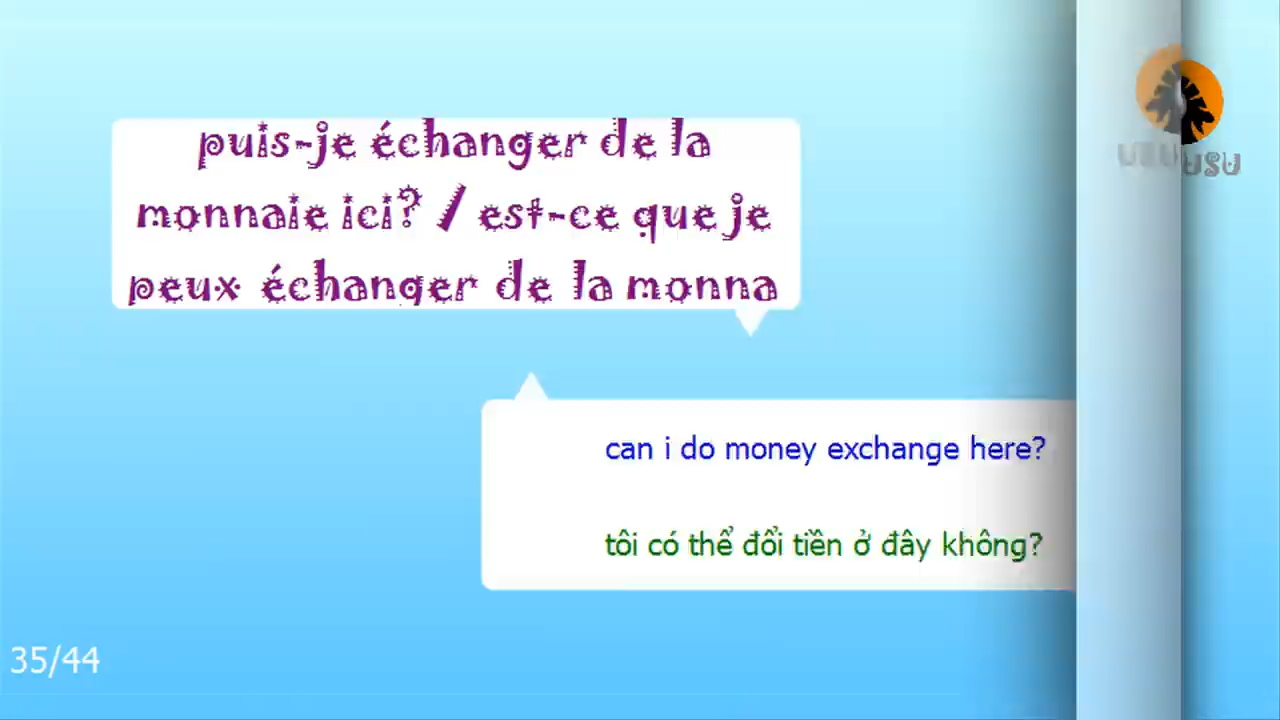 puis-je échanger de la
monnaie ici? / est-ce que je
peux échanger de la monna
can i do money exchange here?
tôi có thể đổi tiền ở đây không?
35/44